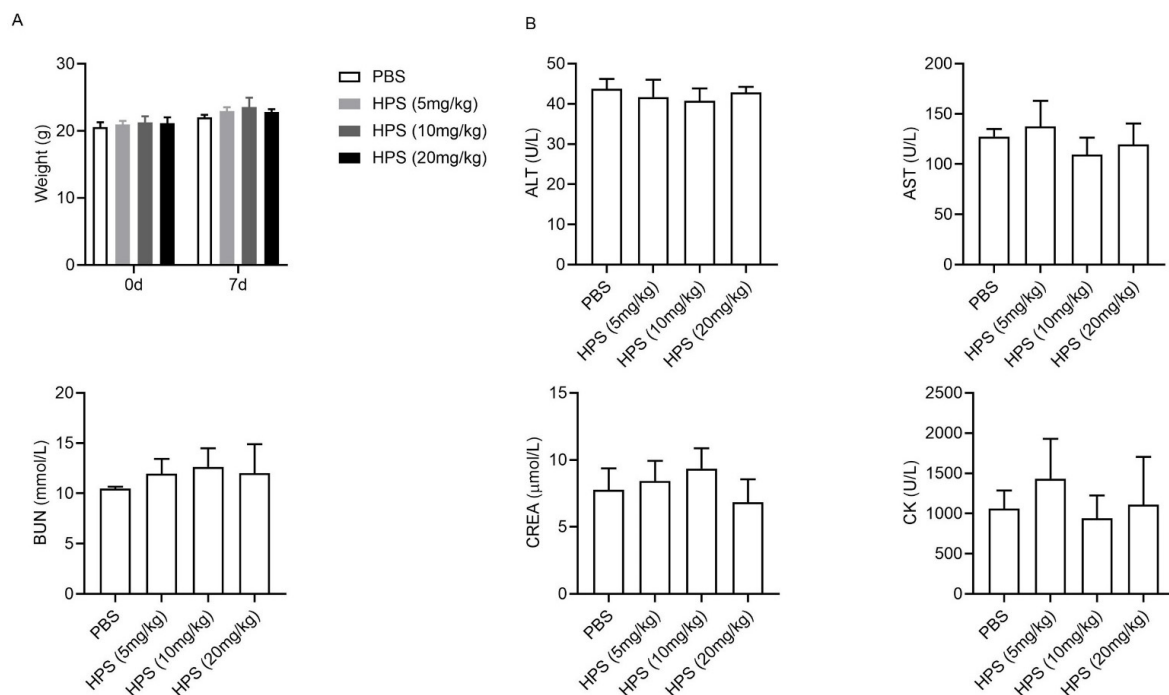 A
B
30
20
10
0
Weight (g)
0d
7d
PBS
HPS (5mg/kg)
HPS (10mg/kg)
HPS (20mg/kg)
50
40
30
20
10
0
ALT (U/L)
PBS
HPS (5mg/kg)
HPS (10mg/kg)
HPS (20mg/kg)
200
150
100
50
0
AST (U/L)
PBS
HPS (5mg/kg)
HPS (10mg/kg)
HPS (20mg/kg)
20
15
10
5
0
BUN (mmol/L)
PBS
HPS (5mg/kg)
HPS (10mg/kg)
HPS (20mg/kg)
15
10
5
0
CREA (μmol/L)
PBS
HPS (5mg/kg)
HPS (10mg/kg)
HPS (20mg/kg)
2500
2000
1500
1000
500
0
CK (U/L)
PBS
HPS (5mg/kg)
HPS (10mg/kg)
HPS (20mg/kg)